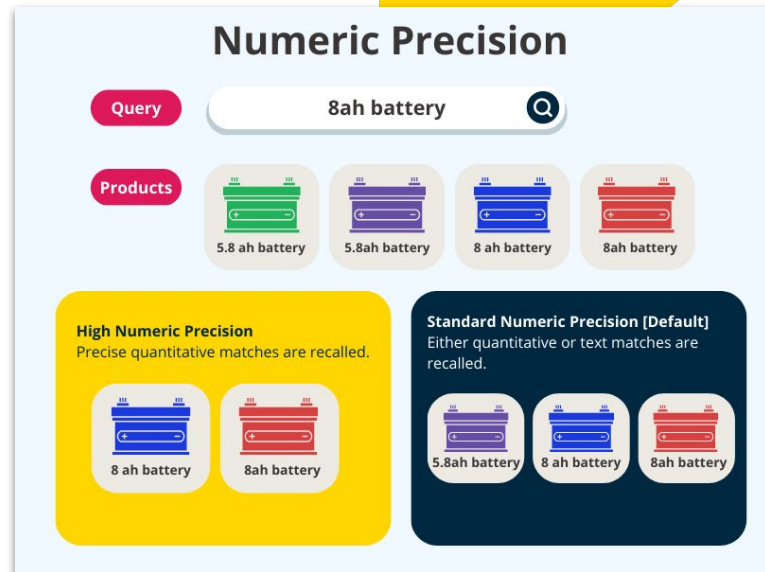 Numeric Precision
Query
8ah battery
Products
5.8 ah battery
5.8ah battery
8 ah battery
8ah battery
High Numeric Precision
Precise quantitative matches are recalled.
8 ah battery
8ah battery
Standard Numeric Precision [Default]
Either quantitative or text matches are
recalled.
5.8ah battery
8 ah battery
8ah battery